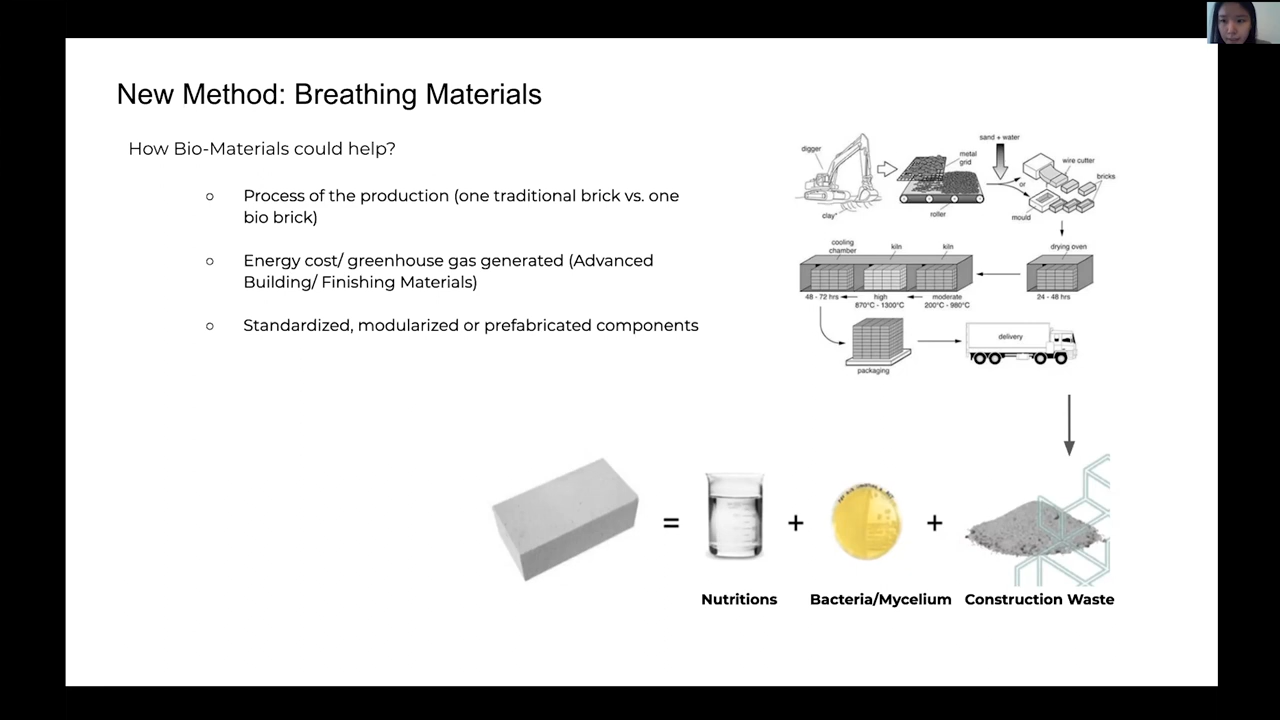 New Method: Breathing Materials
How Bio-Materials could help?
Process of the production (one traditional brick vs. one
bio brick)
Energy cost/ greenhouse gas generated (Advanced
Building/ Finishing Materials)
Standardized, modularized or prefabricated components
digger
clay*
metal
grid
roller
sand + water
or
mould
wire cutter
bricks
drying oven
24 - 48 hrs
cooling
chamber
kiln
kiln
48 - 72 hrs
high
870°C - 1300°C
moderate
200°C - 980°C
packaging
delivery
=
+
+
Nutritions
Bacteria/Mycelium
Construction Waste